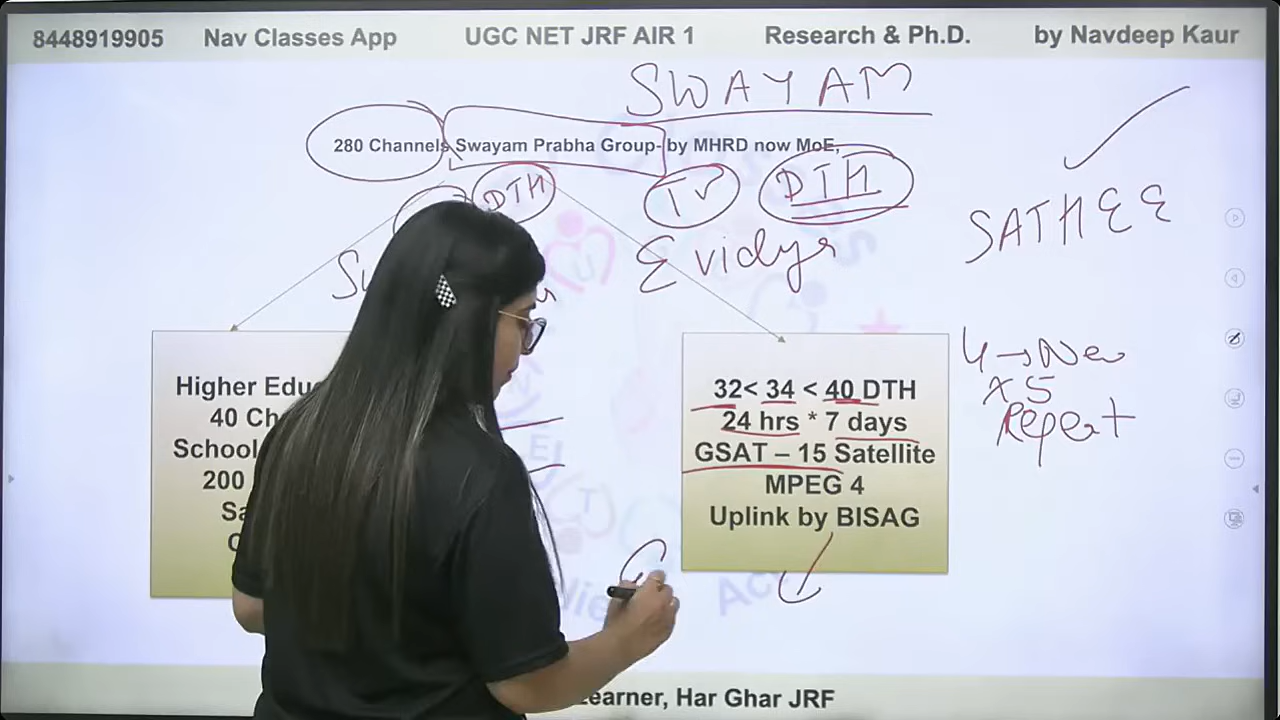 8448919905 Nav Classes App UGC NET JRF AIR 1 Research & Ph.D. by Navdeep Kaur
SWAYAM
280 Channels Swayam Prabha Group- by MHRD now MoE,
DTH TV DTH
SATHEE
E vidya
Higher Edu
40 Ch
School
200
Sa
32< 34 < 40 DTH
24 hrs * 7 days
GSAT – 15 Satellite
MPEG 4
Uplink by BISAG
4 → New
x 5
Repeat
earner, Har Ghar JRF